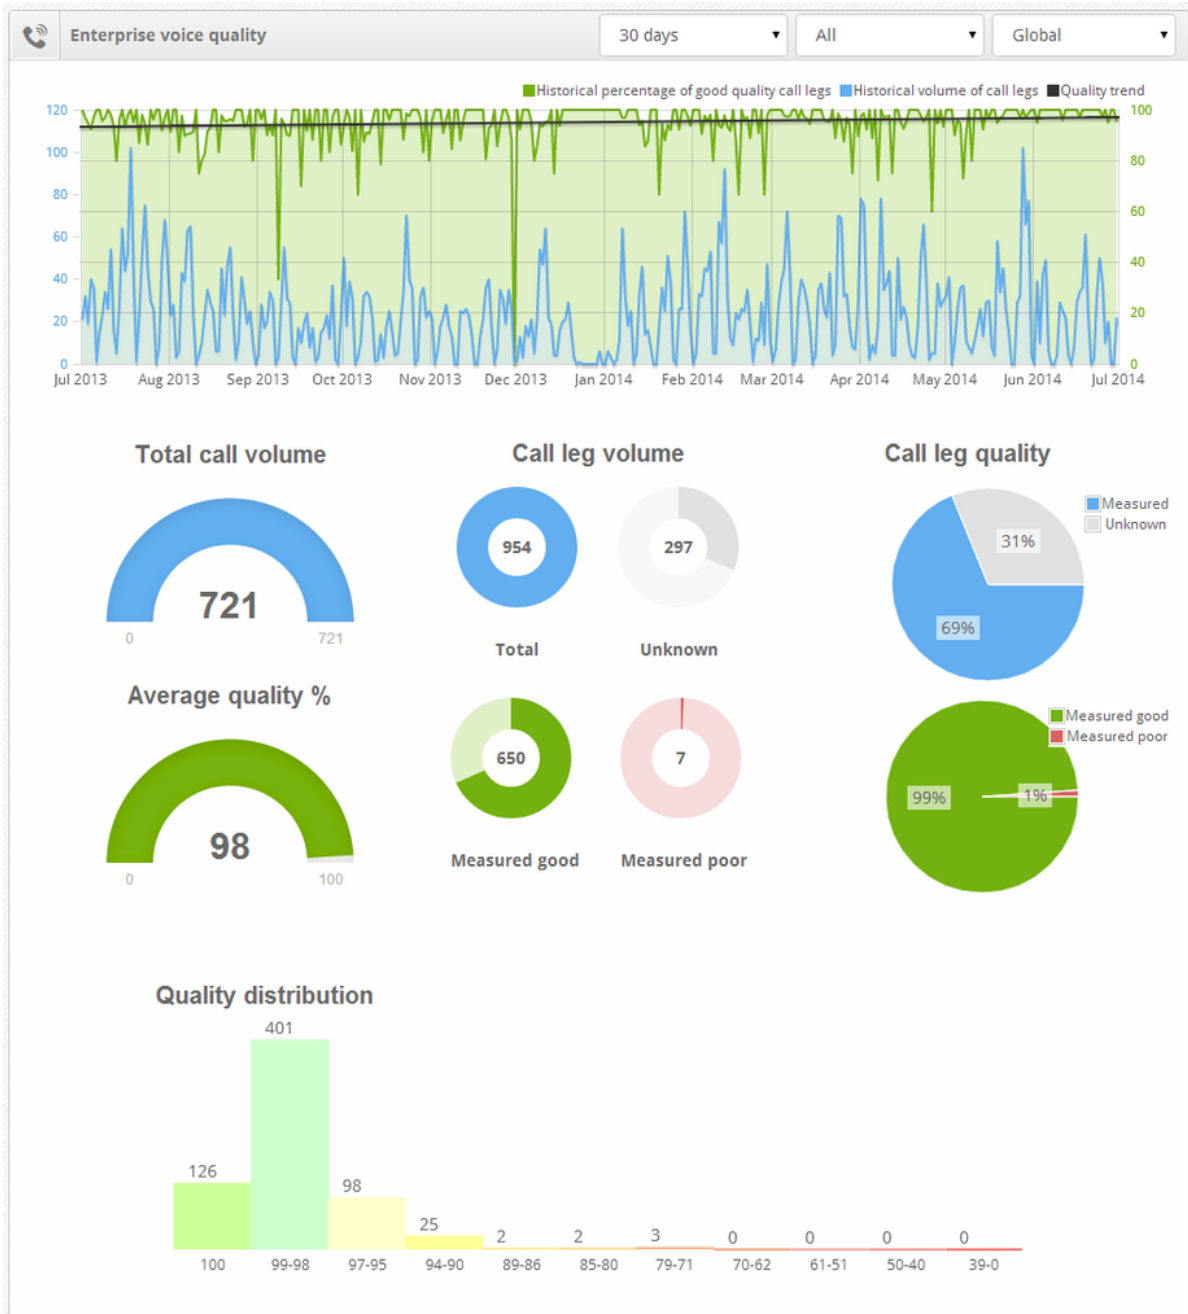 Enterprise voice quality
30 days
All
Global
Historical percentage of good quality call legs Historical volume of call legs Quality trend
120 100
100
80 80
60 60
40 40
20 20
0 0
Jul 2013 Aug 2013 Sep 2013 Oct 2013 Nov 2013 Dec 2013 Jan 2014 Feb 2014 Mar 2014 Apr 2014 May 2014 Jun 2014 Jul 2014
Total call volume
721
0 721
Average quality %
98
0 100
Call leg volume
954 297
Total Unknown
650 7
Measured good Measured poor
Call leg quality
Measured
Unknown
31%
69%
Measured good
Measured poor
99% 1%
Quality distribution
126 401 98 25 2 2 3 0 0 0 0
100 99-98 97-95 94-90 89-86 85-80 79-71 70-62 61-51 50-40 39-0